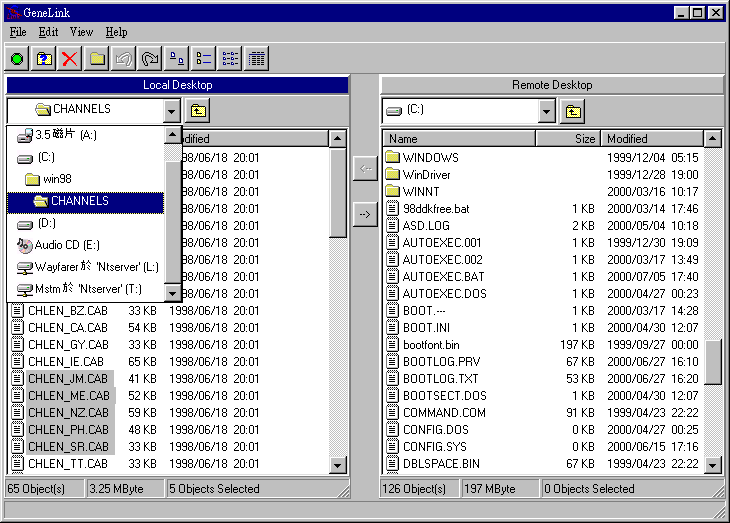 GeneLink
File Edit View Help
Local Desktop
CHANNELS
3.5 磁片 (A:)
(C:)
win98
CHANNELS
(D:)
Audio CD (E:)
Wayfarer 於 'Ntserver' (L:)
Mstm 於 'Ntserver' (T:)
dified
98/06/18 20:01
98/06/18 20:01
98/06/18 20:01
98/06/18 20:01
98/06/18 20:01
98/06/18 20:01
98/06/18 20:01
98/06/18 20:01
98/06/18 20:01
CHLEN_BZ.CAB 33 KB 1998/06/18 20:01
CHLEN_CA.CAB 54 KB 1998/06/18 20:01
CHLEN_GY.CAB 33 KB 1998/06/18 20:01
CHLEN_IE.CAB 65 KB 1998/06/18 20:01
CHLEN_JM.CAB 41 KB 1998/06/18 20:01
CHLEN_ME.CAB 52 KB 1998/06/18 20:01
CHLEN_NZ.CAB 59 KB 1998/06/18 20:01
CHLEN_PH.CAB 48 KB 1998/06/18 20:01
CHLEN_SR.CAB 33 KB 1998/06/18 20:01
CHLEN_TT.CAB 33 KB 1998/06/18 20:01
65 Object(s) 3.25 MByte 5 Objects Selected
Remote Desktop
(C:)
Name Size Modified
WINDOWS 1999/12/04 05:15
WinDriver 1999/12/28 19:00
WINNT 2000/03/16 10:17
98ddkfree.bat 1 KB 2000/03/14 17:46
ASD.LOG 2 KB 2000/05/04 10:18
AUTOEXEC.001 1 KB 1999/12/30 19:09
AUTOEXEC.002 1 KB 2000/03/17 13:49
AUTOEXEC.BAT 1 KB 2000/07/05 17:40
AUTOEXEC.DOS 1 KB 2000/04/27 00:23
BOOT.--- 1 KB 2000/03/17 14:28
BOOT.INI 1 KB 2000/04/30 12:07
bootfont.bin 197 KB 1999/09/27 00:00
BOOTLOG.PRV 67 KB 2000/06/27 16:10
BOOTLOG.TXT 53 KB 2000/06/27 16:20
BOOTSECT.DOS 1 KB 2000/04/30 12:07
COMMAND.COM 91 KB 1999/04/23 22:22
CONFIG.DOS 0 KB 2000/04/27 00:25
CONFIG.SYS 0 KB 2000/06/15 17:16
DBLSPACE.BIN 67 KB 1999/04/23 22:22
126 Object(s) 197 MByte 0 Objects Selected